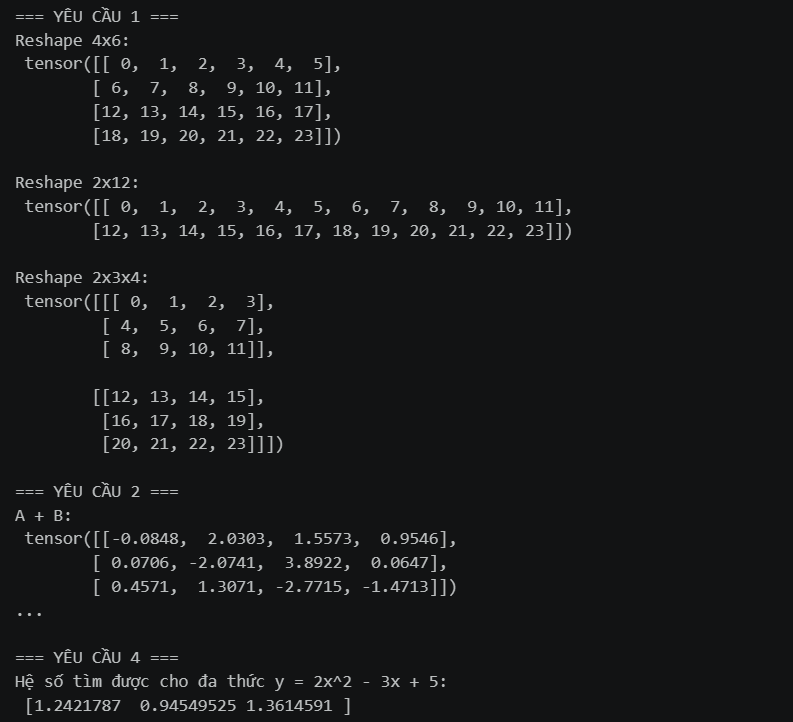 === YÊU CẦU 1 ===
Reshape 4x6:
 tensor([[ 0,  1,  2,  3,  4,  5],
        [ 6,  7,  8,  9, 10, 11],
        [12, 13, 14, 15, 16, 17],
        [18, 19, 20, 21, 22, 23]])

Reshape 2x12:
 tensor([[ 0,  1,  2,  3,  4,  5,  6,  7,  8,  9, 10, 11],
        [12, 13, 14, 15, 16, 17, 18, 19, 20, 21, 22, 23]])

Reshape 2x3x4:
 tensor([[[ 0,  1,  2,  3],
         [ 4,  5,  6,  7],
         [ 8,  9, 10, 11]],

        [[12, 13, 14, 15],
         [16, 17, 18, 19],
         [20, 21, 22, 23]]])

=== YÊU CẦU 2 ===
A + B:
 tensor([[-0.0848,  2.0303,  1.5573,  0.9546],
        [ 0.0706, -2.0741,  3.8922,  0.0647],
        [ 0.4571,  1.3071, -2.7715, -1.4713]])
...

=== YÊU CẦU 4 ===
Hệ số tìm được cho đa thức y = 2x^2 - 3x + 5:
 [1.2421787  0.94549525 1.3614591 ]